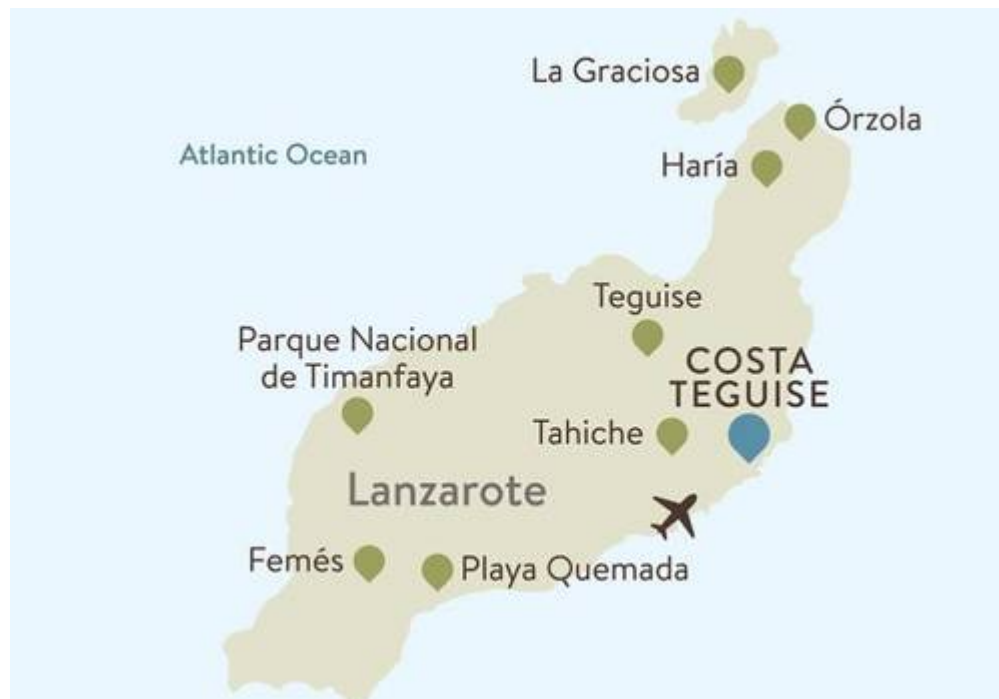 La Graciosa
Órzola
Atlantic Ocean
Haría
Teguise
Parque Nacional
de Timanfaya
COSTA
TEGUISE
Tahiche
Lanzarote
Femés
Playa Quemada